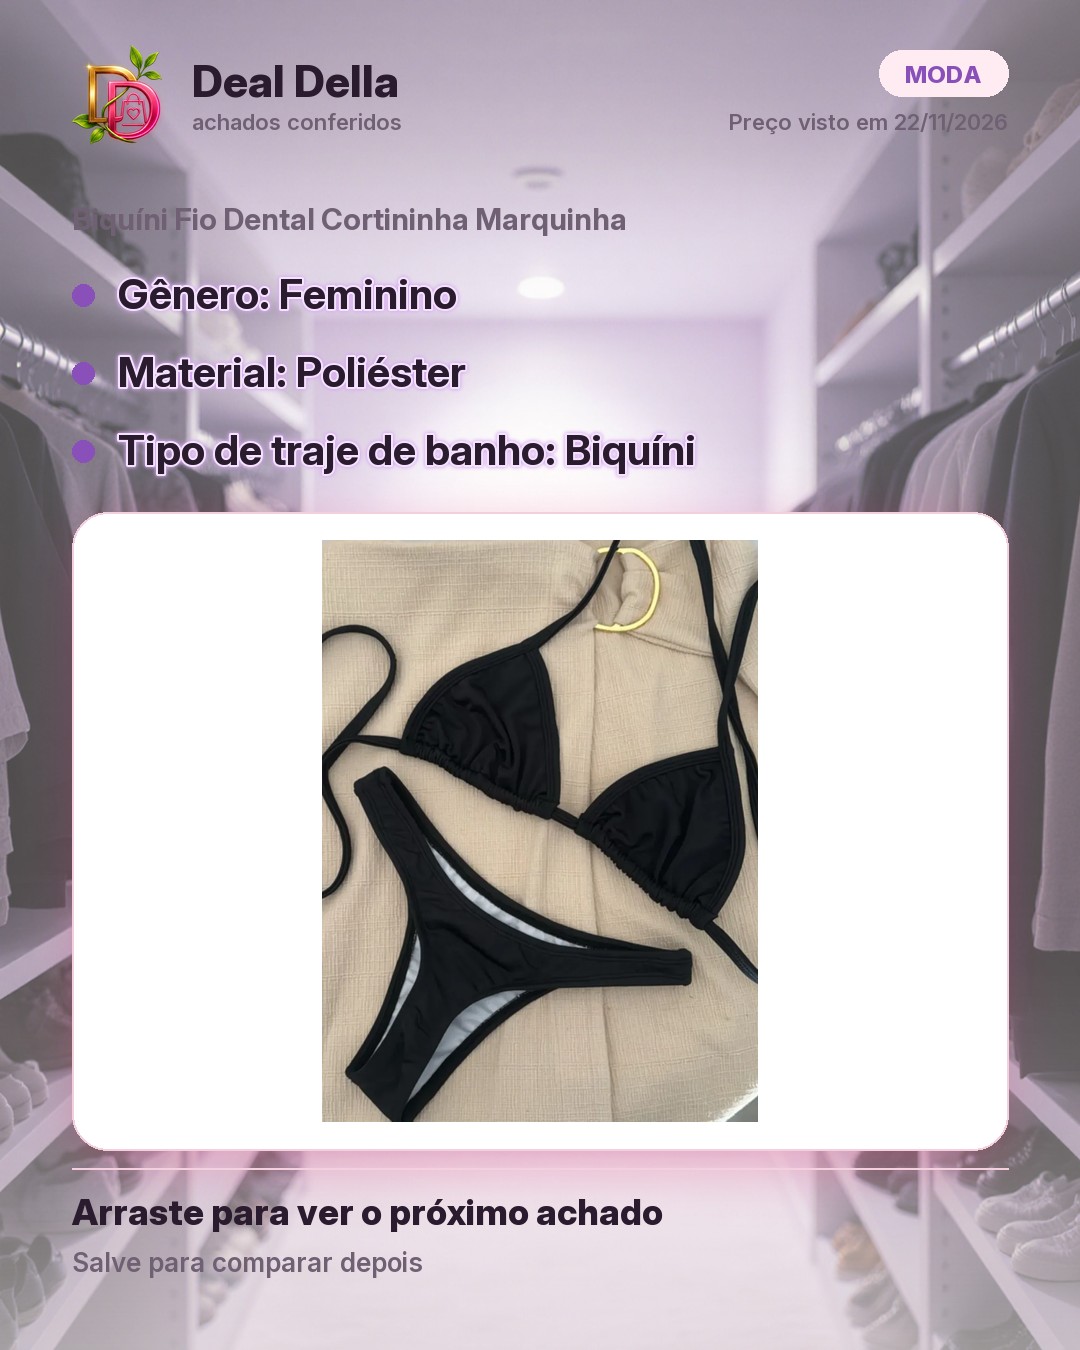 Deal Della
achados conferidos
MODA
Preço visto em 22/11/2026
Biquíni Fio Dental Cortininha Marquinha
Gênero: Feminino
Material: Poliéster
Tipo de traje de banho: Biquíni
Arraste para ver o próximo achado
Salve para comparar depois